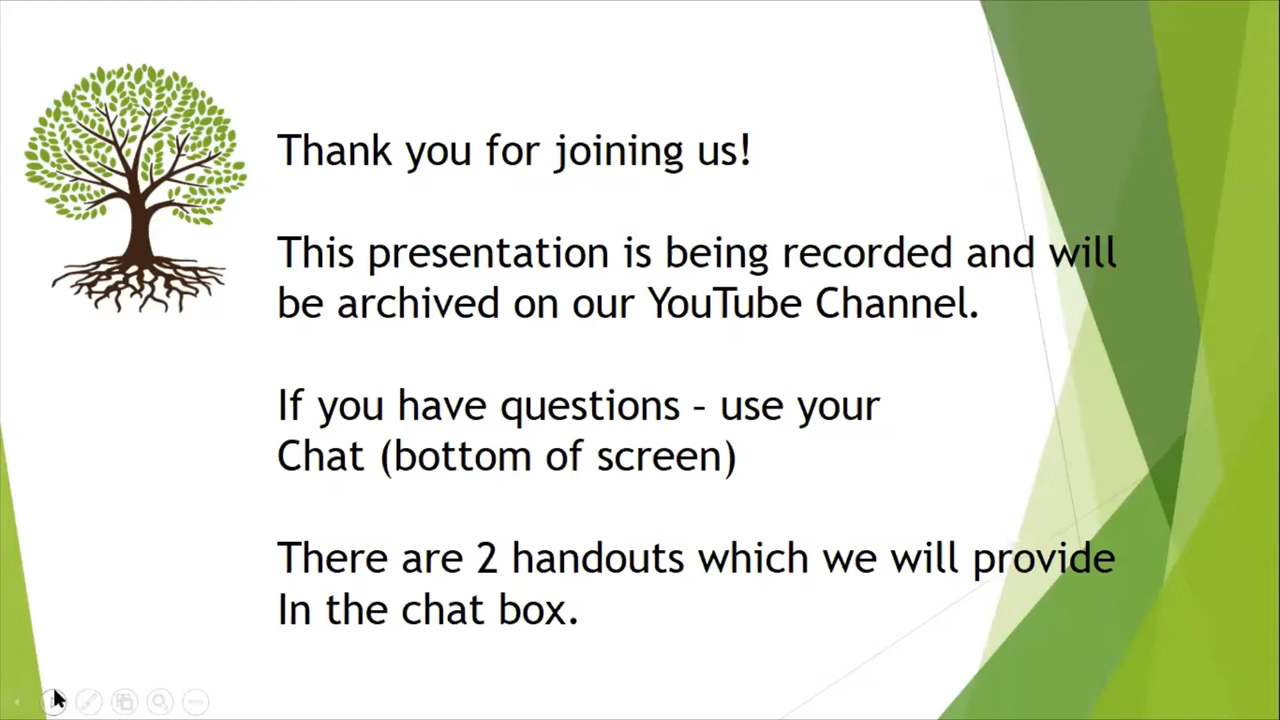 Thank you for joining us!
This presentation is being recorded and will
be archived on our YouTube Channel.
If you have questions – use your
Chat (bottom of screen)
There are 2 handouts which we will provide
In the chat box.